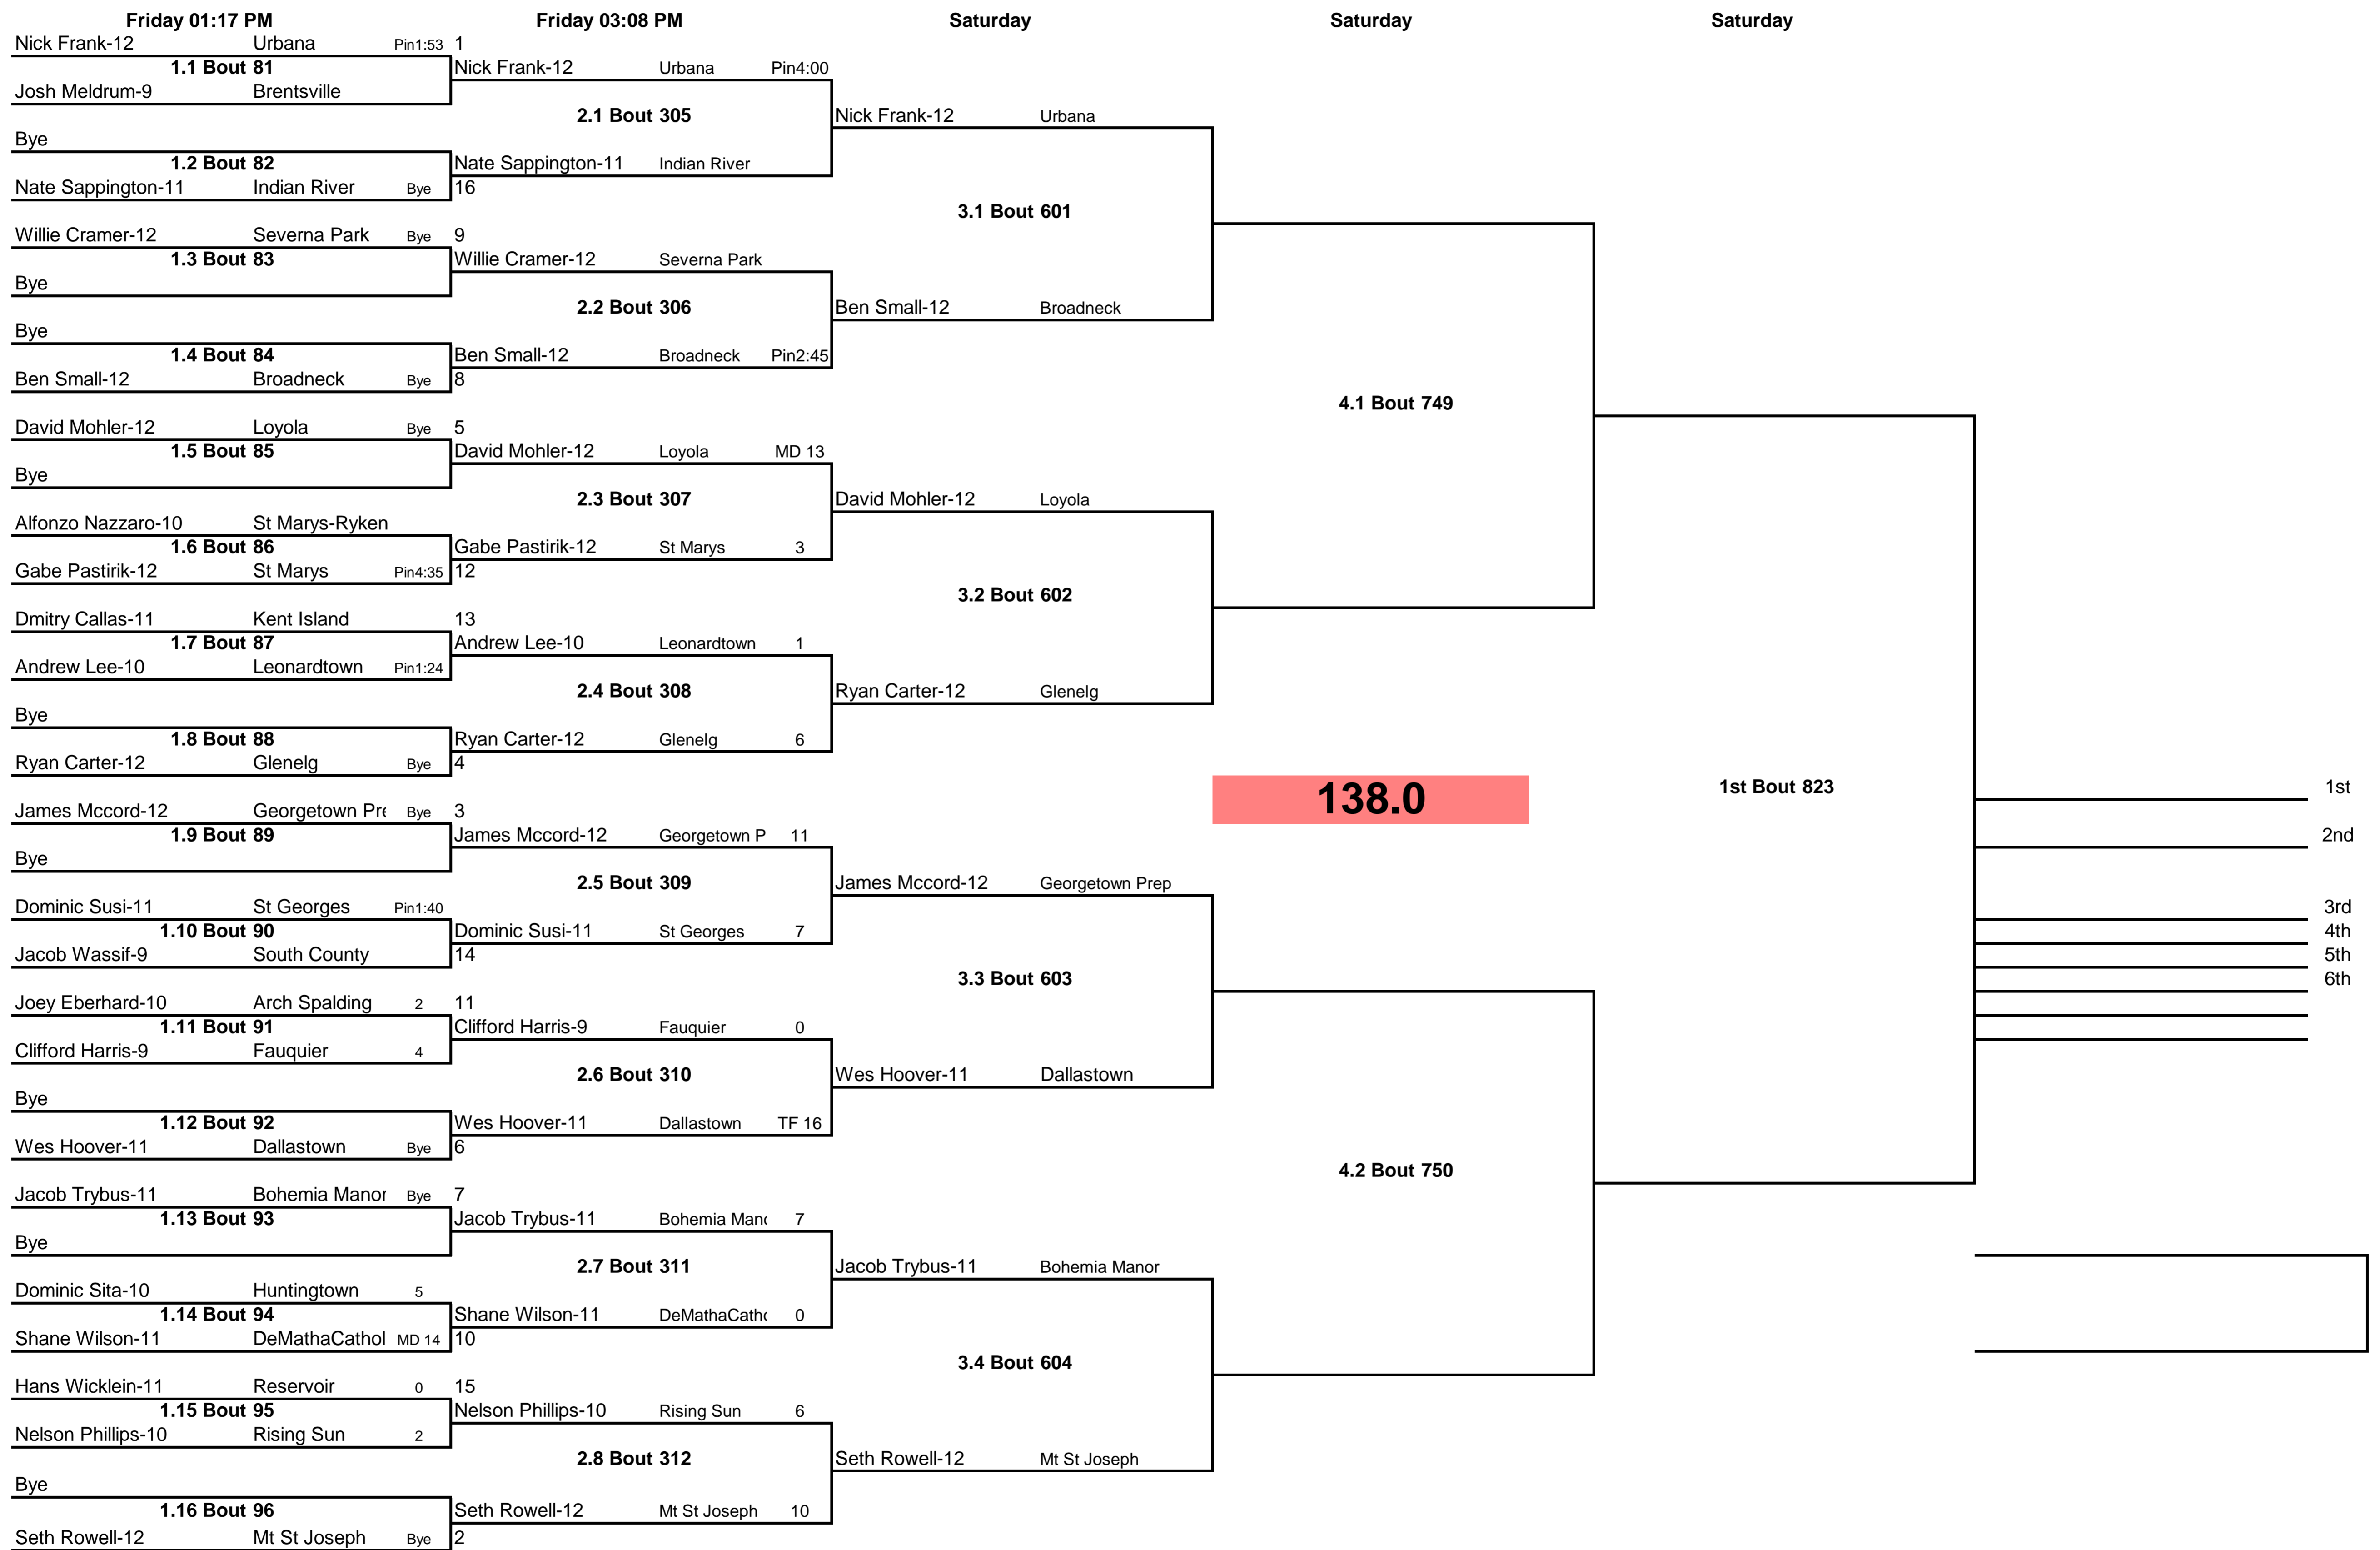 Friday 01:17 PM Friday 03:08 PM Saturday Saturday Saturday
Nick Frank-12 Urbana Pin1:53 1
1.1 Bout 81 Nick Frank-12 Urbana Pin4:00
Josh Meldrum-9 Brentsville
2.1 Bout 305 Nick Frank-12 Urbana
Bye
1.2 Bout 82 Nate Sappington-11 Indian River
Nate Sappington-11 Indian River Bye 16
3.1 Bout 601
Willie Cramer-12 Severna Park Bye 9
1.3 Bout 83 Willie Cramer-12 Severna Park
Bye
2.2 Bout 306 Ben Small-12 Broadneck
Bye
1.4 Bout 84 Ben Small-12 Broadneck Pin2:45
Ben Small-12 Broadneck Bye 8
4.1 Bout 749
David Mohler-12 Loyola Bye 5
1.5 Bout 85 David Mohler-12 Loyola MD 13
Bye
2.3 Bout 307 David Mohler-12 Loyola
Alfonzo Nazzaro-10 St Marys-Ryken
1.6 Bout 86 Gabe Pastirik-12 St Marys 3
Gabe Pastirik-12 St Marys Pin4:35 12
3.2 Bout 602
Dmitry Callas-11 Kent Island 13
1.7 Bout 87 Andrew Lee-10 Leonardtown 1
Andrew Lee-10 Leonardtown Pin1:24
2.4 Bout 308 Ryan Carter-12 Glenelg
Bye
1.8 Bout 88 Ryan Carter-12 Glenelg 6
Ryan Carter-12 Glenelg Bye 4
138.0 1st Bout 823 1st
James Mccord-12 Georgetown Pre Bye 3
1.9 Bout 89 James Mccord-12 Georgetown P 11 2nd
Bye
2.5 Bout 309 James Mccord-12 Georgetown Prep
Dominic Susi-11 St Georges Pin1:40 3rd
1.10 Bout 90 Dominic Susi-11 St Georges 7 4th
Jacob Wassif-9 South County 14 5th
3.3 Bout 603 6th
Joey Eberhard-10 Arch Spalding 2 11
1.11 Bout 91 Clifford Harris-9 Fauquier 0
Clifford Harris-9 Fauquier 4
2.6 Bout 310 Wes Hoover-11 Dallastown
Bye
1.12 Bout 92 Wes Hoover-11 Dallastown TF 16
Wes Hoover-11 Dallastown Bye 6
4.2 Bout 750
Jacob Trybus-11 Bohemia Manor Bye 7
1.13 Bout 93 Jacob Trybus-11 Bohemia Mano 7
Bye
2.7 Bout 311 Jacob Trybus-11 Bohemia Manor
Dominic Sita-10 Huntingtown 5
1.14 Bout 94 Shane Wilson-11 DeMathaCatho 0
Shane Wilson-11 DeMathaCathol MD 14 10
3.4 Bout 604
Hans Wicklein-11 Reservoir 0 15
1.15 Bout 95 Nelson Phillips-10 Rising Sun 6
Nelson Phillips-10 Rising Sun 2
2.8 Bout 312 Seth Rowell-12 Mt St Joseph
Bye
1.16 Bout 96 Seth Rowell-12 Mt St Joseph 10
Seth Rowell-12 Mt St Joseph Bye 2